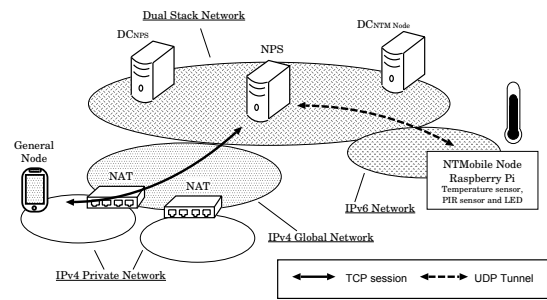 Dual Stack Network
DCNPS
NPS
DCNTM Node
General
Node
NAT
NAT
NTMobile Node
Raspberry Pi
Temperature sensor,
PIR sensor and LED
IPv6 Network
IPv4 Global Network
IPv4 Private Network
TCP session
UDP Tunnel